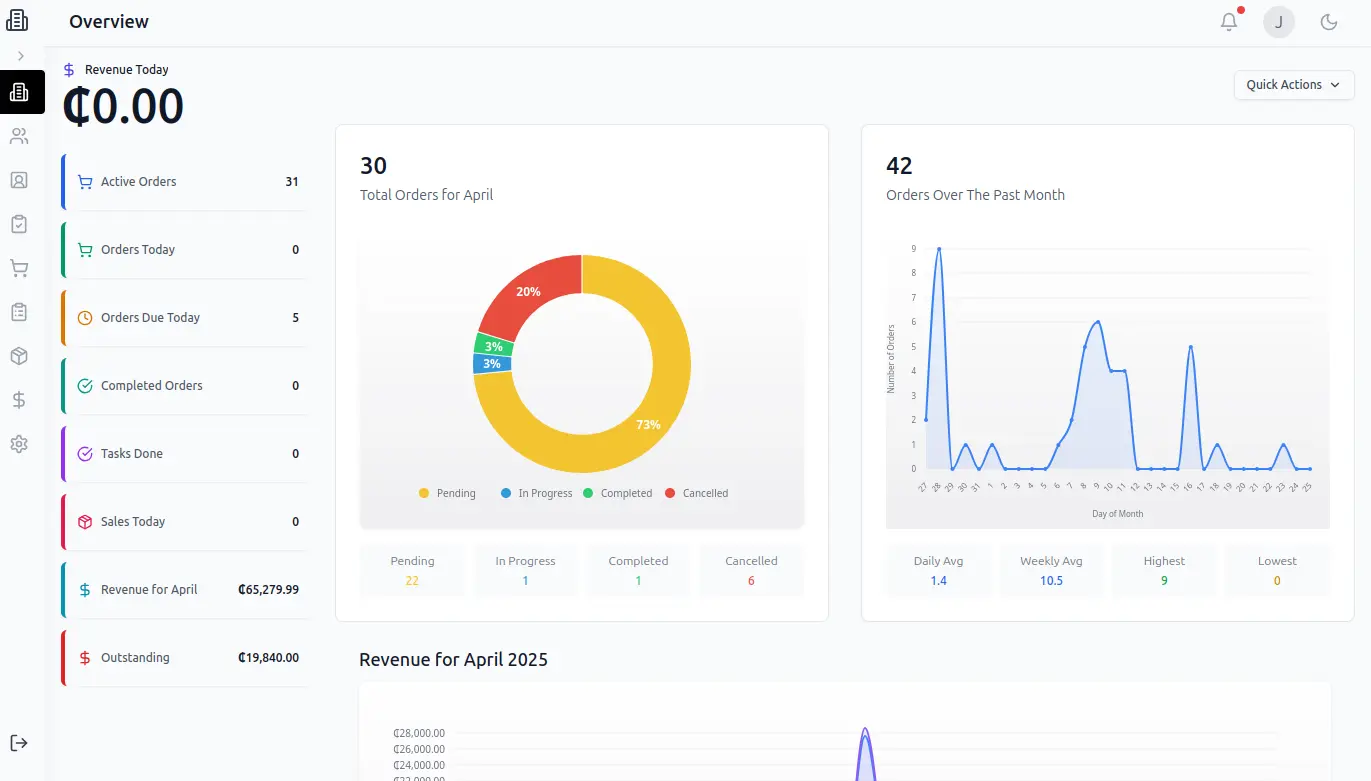 Overview
J
Revenue Today
₵0.00
Quick Actions
Active Orders 31
Orders Today 0
Orders Due Today 5
Completed Orders 0
Tasks Done 0
Sales Today 0
Revenue for April ₵65,279.99
Outstanding ₵19,840.00
30
Total Orders for April
20%
3%
3%
73%
Pending In Progress Completed Cancelled
Pending In Progress Completed Cancelled
22 1 1 6
42
Orders Over The Past Month
9
8
7
6
5
4
3
2
1
0
Number of Orders
27 28 29 30 31 1 2 3 4 5 6 7 8 9 10 11 12 13 14 15 16 17 18 19 20 21 22 23 24 25
Day of Month
Daily Avg Weekly Avg Highest Lowest
1.4 10.5 9 0
Revenue for April 2025
₵28,000.00
₵26,000.00
₵24,000.00
₵22,000.00